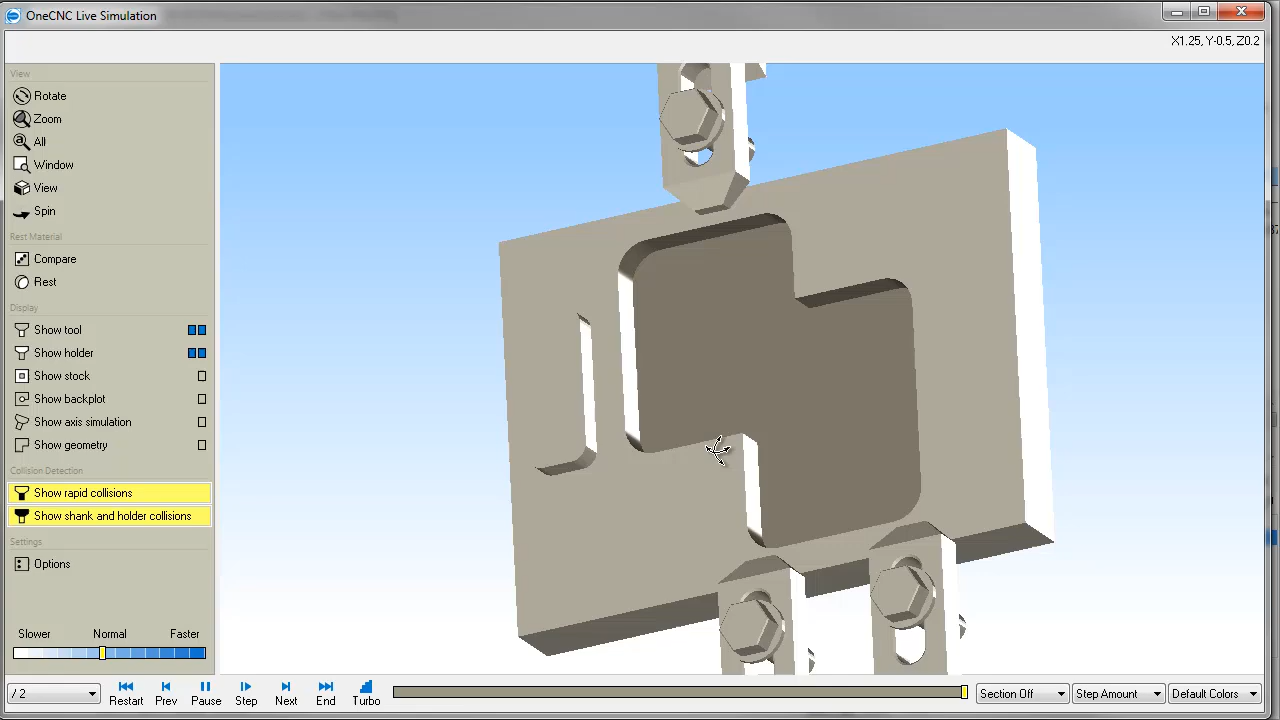 OneCNC Live Simulation
X1.25, Y-0.5, Z0.2
View
Rotate
Zoom
All
Window
View
Spin
Rest Material
Compare
Rest
Display
Show tool
Show holder
Show stock
Show backplot
Show axis simulation
Show geometry
Collision Detection
Show rapid collisions
Show shank and holder collisions
Settings
Options
Slower Normal Faster
/ 2
Restart
Prev
Pause
Step
Next
End
Turbo
Section Off
Step Amount
Default Colors